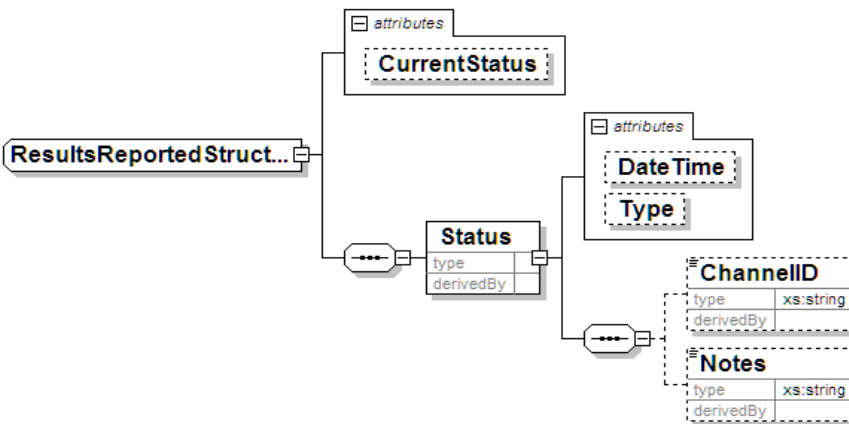 attributes
CurrentStatus
ResultsReportedStruct...
attributes
DateTime
Type
Status
type
derivedBy
ChannelID
type xs:string
derivedBy
Notes
type xs:string
derivedBy